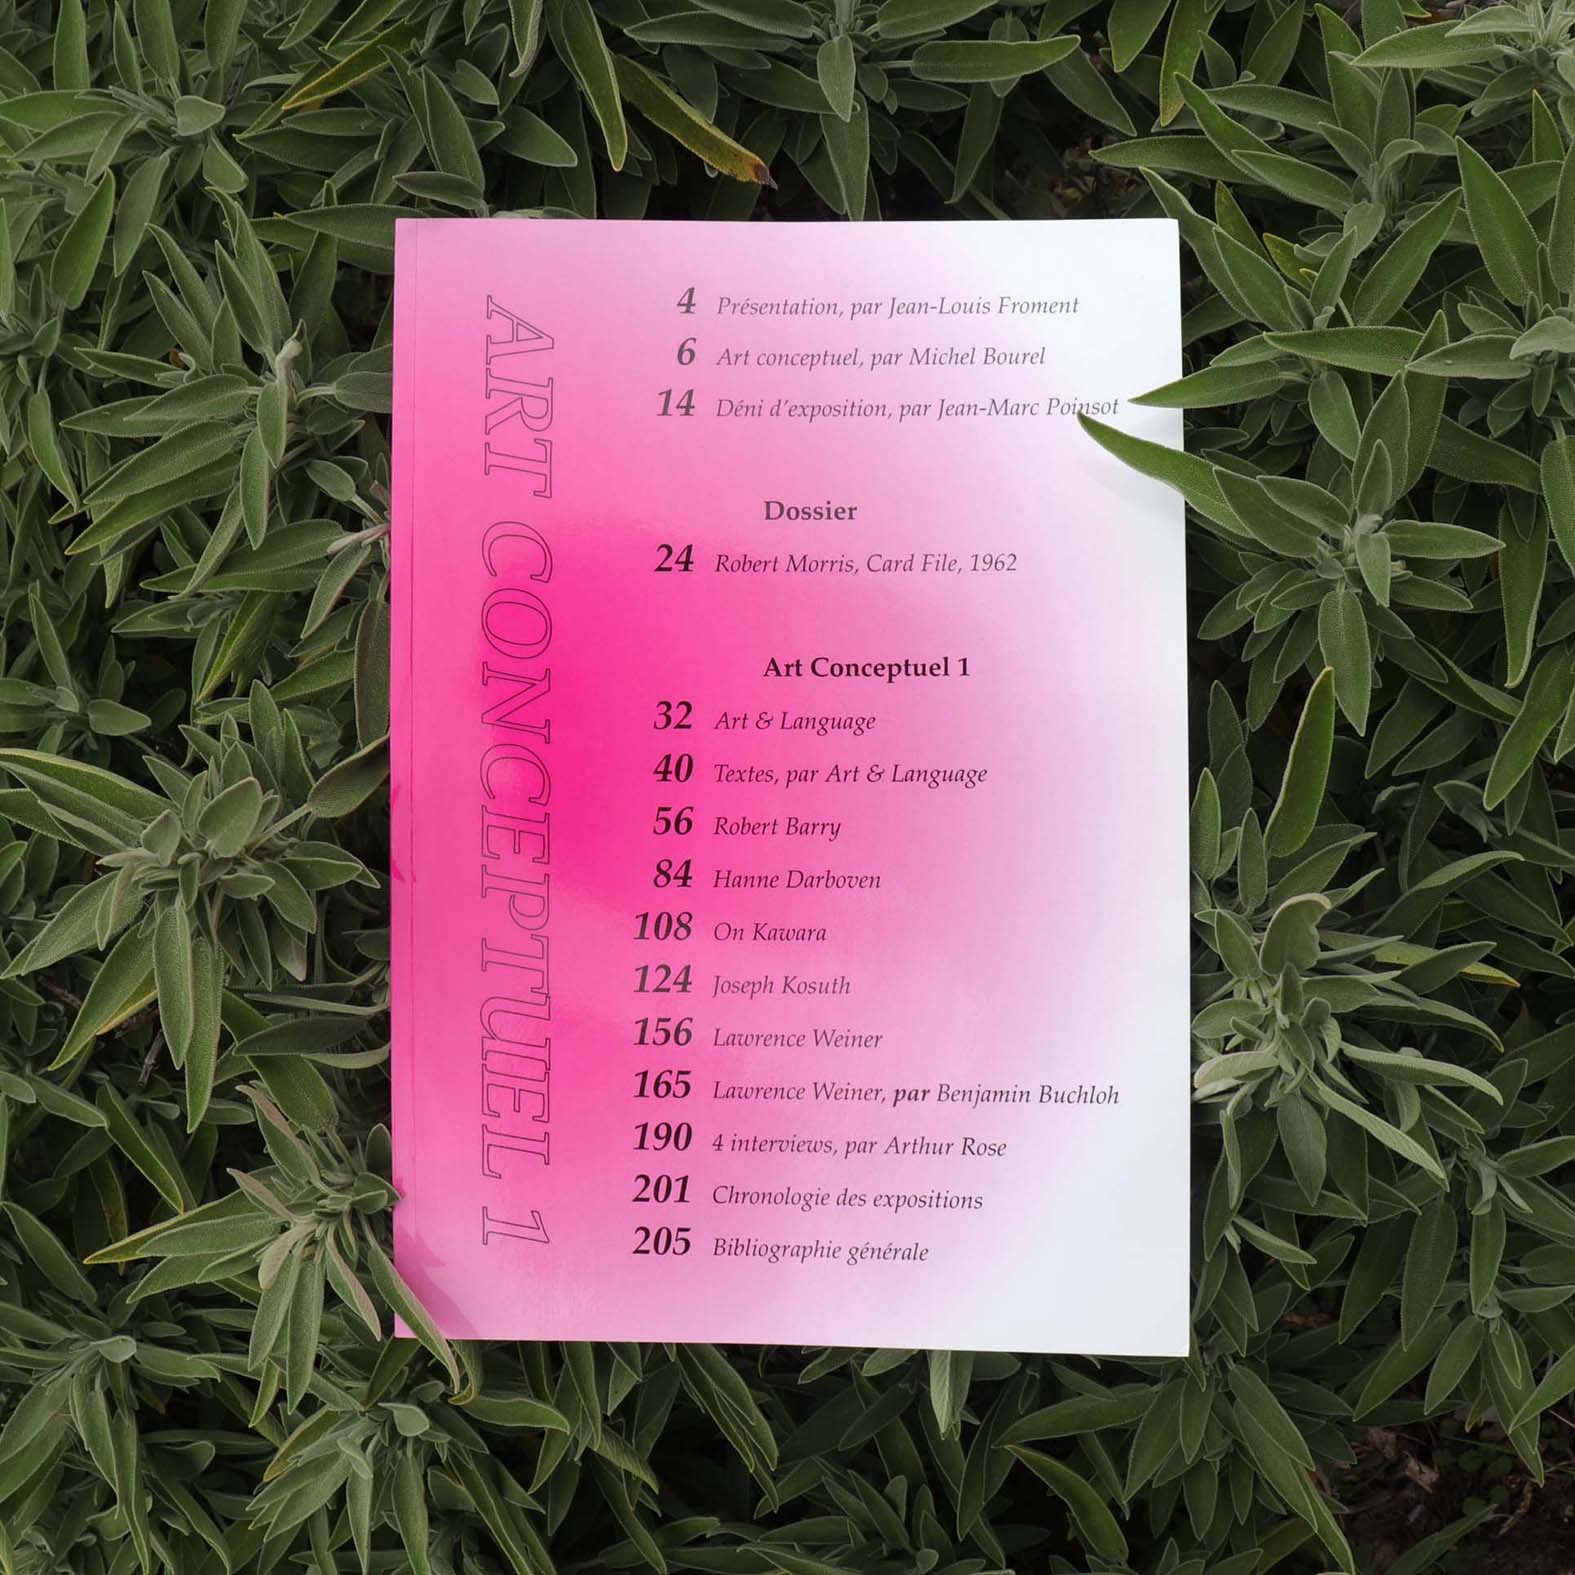 ART CONCEPTUEL 1
4 Présentation, par Jean-Louis Froment
6 Art conceptuel, par Michel Bourel
14 Déni d'exposition, par Jean-Marc Poinsot
Dossier
24 Robert Morris, Card File, 1962
Art Conceptuel 1
32 Art & Language
40 Textes, par Art & Language
56 Robert Barry
84 Hanne Darboven
108 On Kawara
124 Joseph Kosuth
156 Lawrence Weiner
165 Lawrence Weiner, par Benjamin Buchloh
190 4 interviews, par Arthur Rose
201 Chronologie des expositions
205 Bibliographie générale